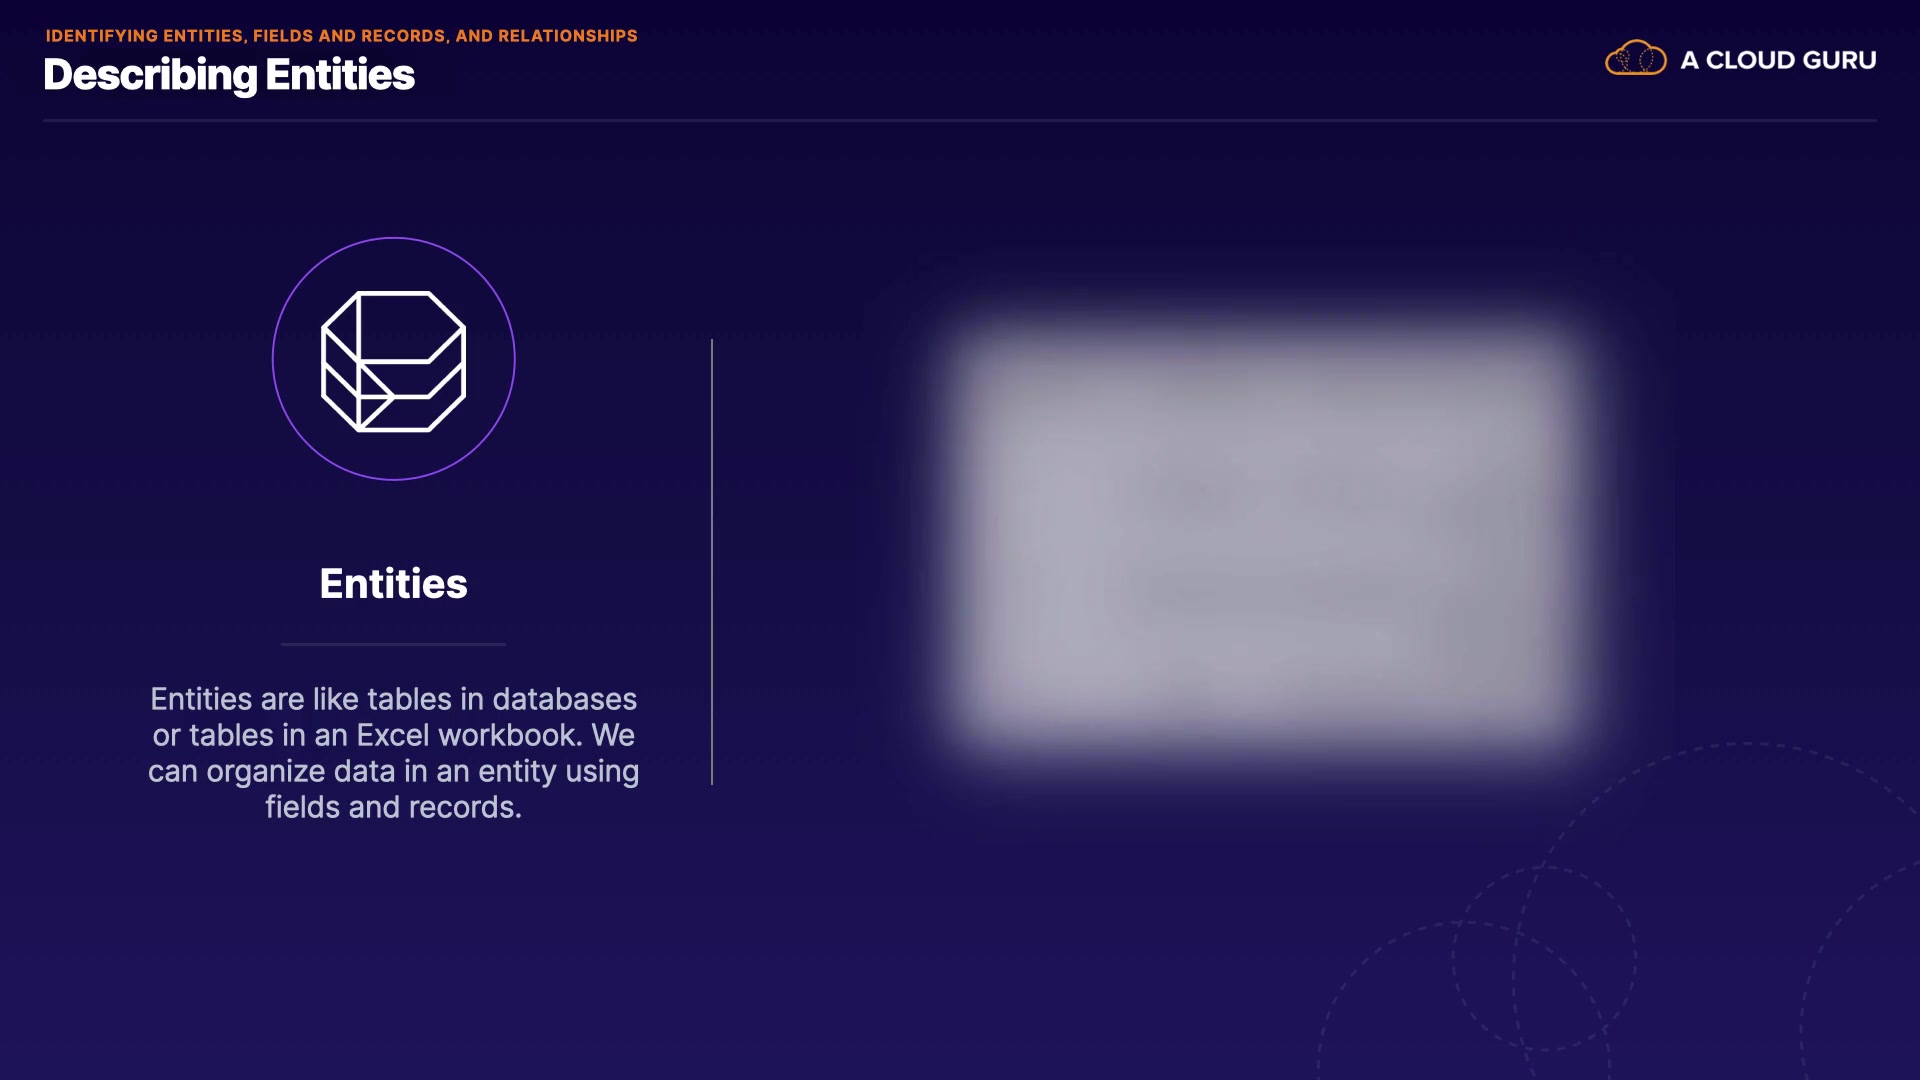 IDENTIFYING ENTITIES, FIELDS AND RECORDS, AND RELATIONSHIPS
Describing Entities
A CLOUD GURU
Entities
Entities are like tables in databases
or tables in an Excel workbook. We
can organize data in an entity using
fields and records.